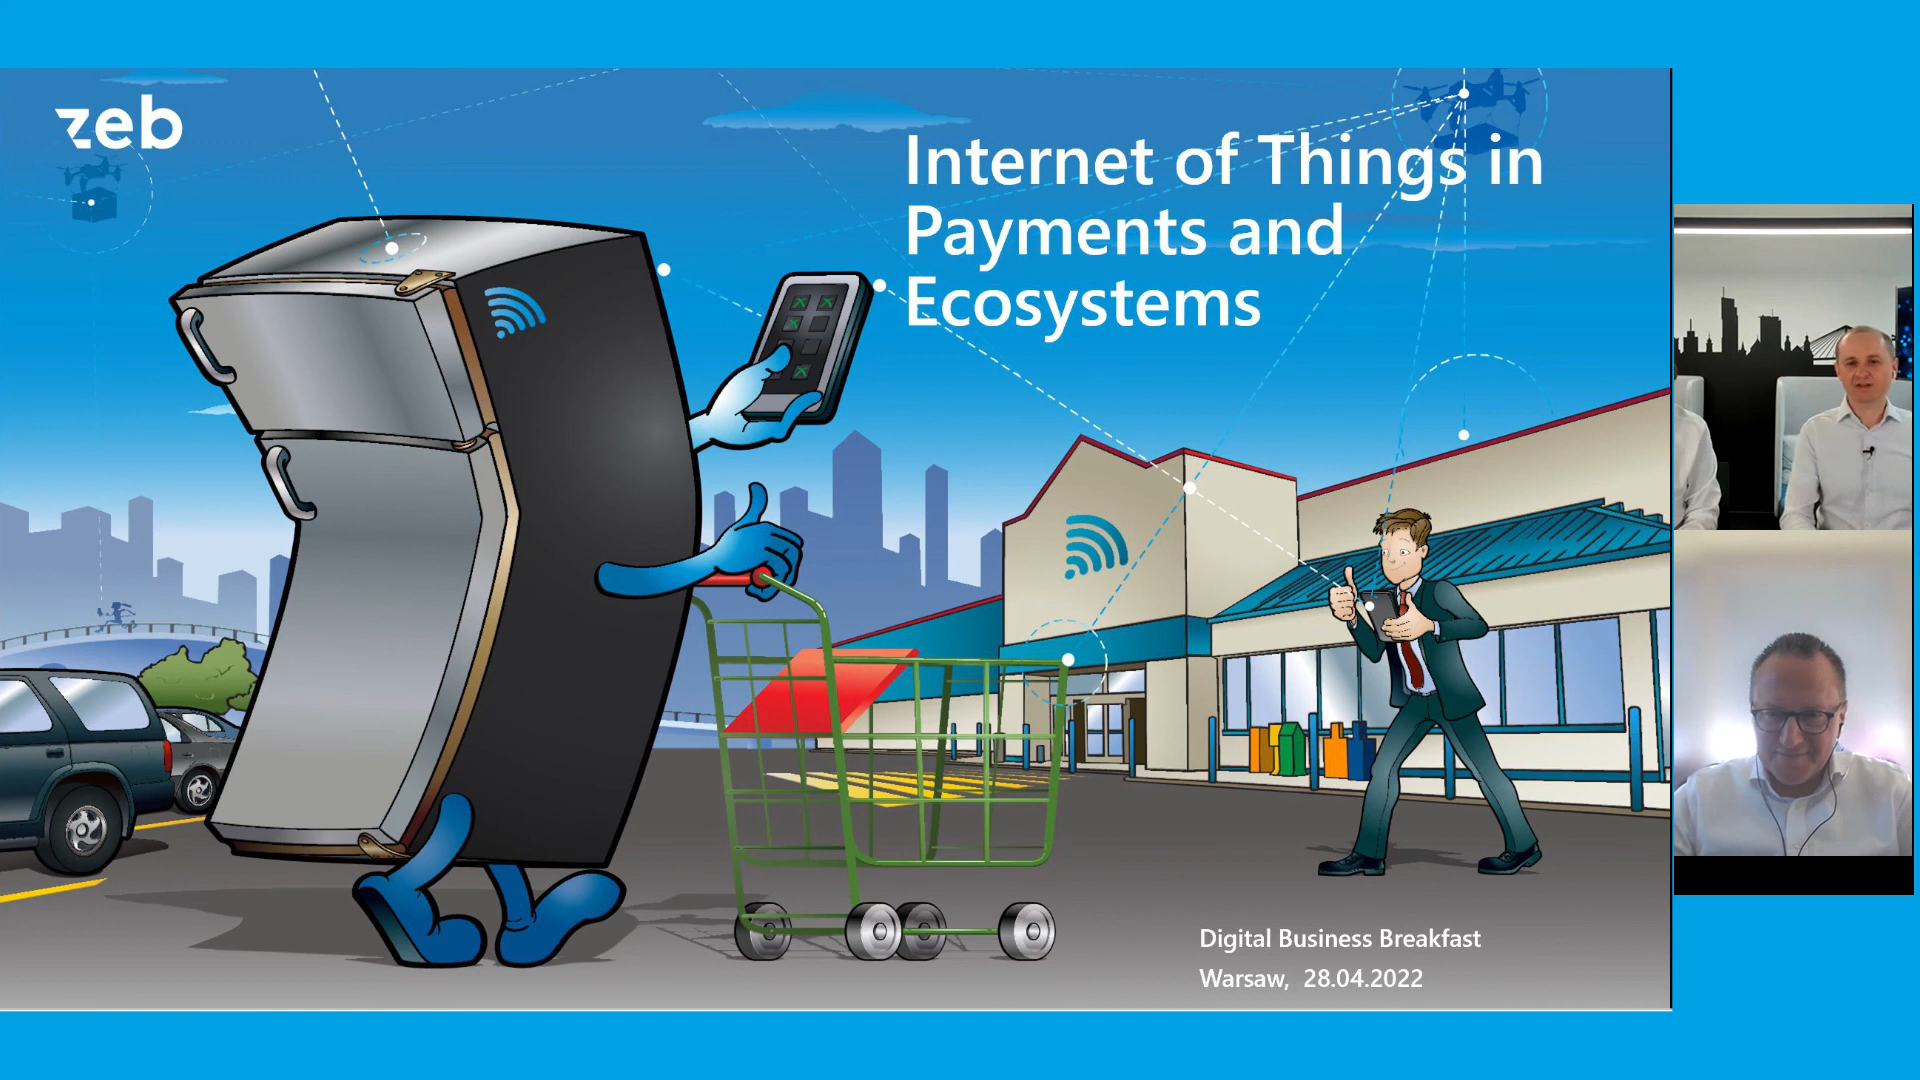 zeb
Internet of Things in
Payments and
Ecosystems
Digital Business Breakfast
Warsaw, 28.04.2022